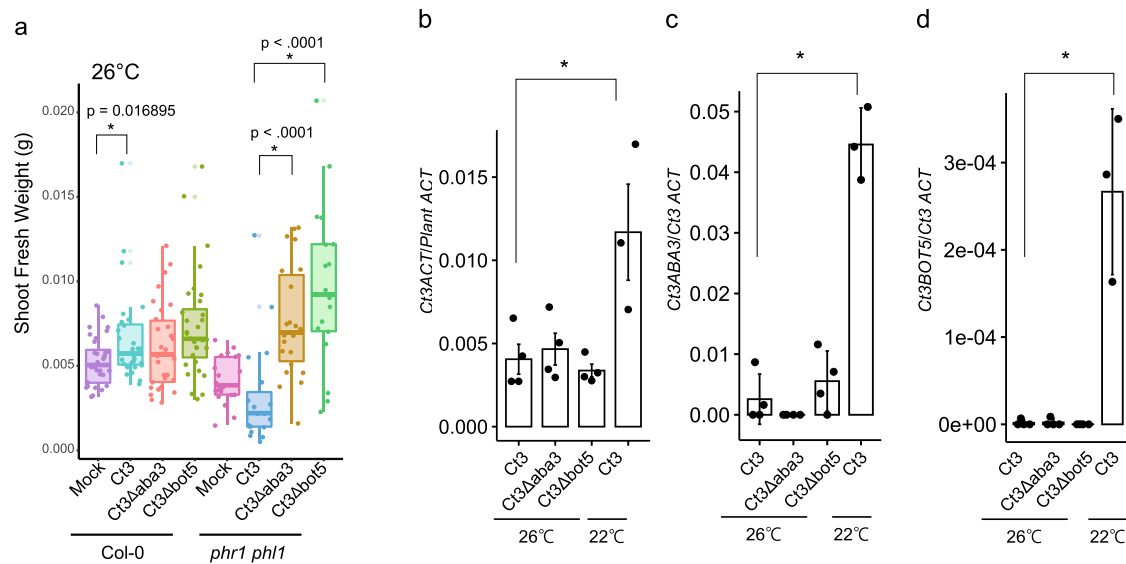 a
26°C
p < .0001
*
p = 0.016895
*
p < .0001
*
Shoot Fresh Weight (g)
0.020
0.015
0.010
0.005
0.000
Mock
Ct3
Ct3Δaba3
Ct3Δbot5
Mock
Ct3
Ct3Δaba3
Ct3Δbot5
Col-0
phr1 phl1
b
*
Ct3ACT/Plant ACT
0.015
0.010
0.005
0.000
Ct3
Ct3Δaba3
Ct3Δbot5
Ct3
26℃
22℃
c
*
Ct3ABA3/Ct3 ACT
0.05
0.04
0.03
0.02
0.01
0.00
Ct3
Ct3Δaba3
Ct3Δbot5
Ct3
26℃
22℃
d
*
Ct3BOT5/Ct3 ACT
3e-04
2e-04
1e-04
0e+00
Ct3
Ct3Δaba3
Ct3Δbot5
Ct3
26℃
22℃